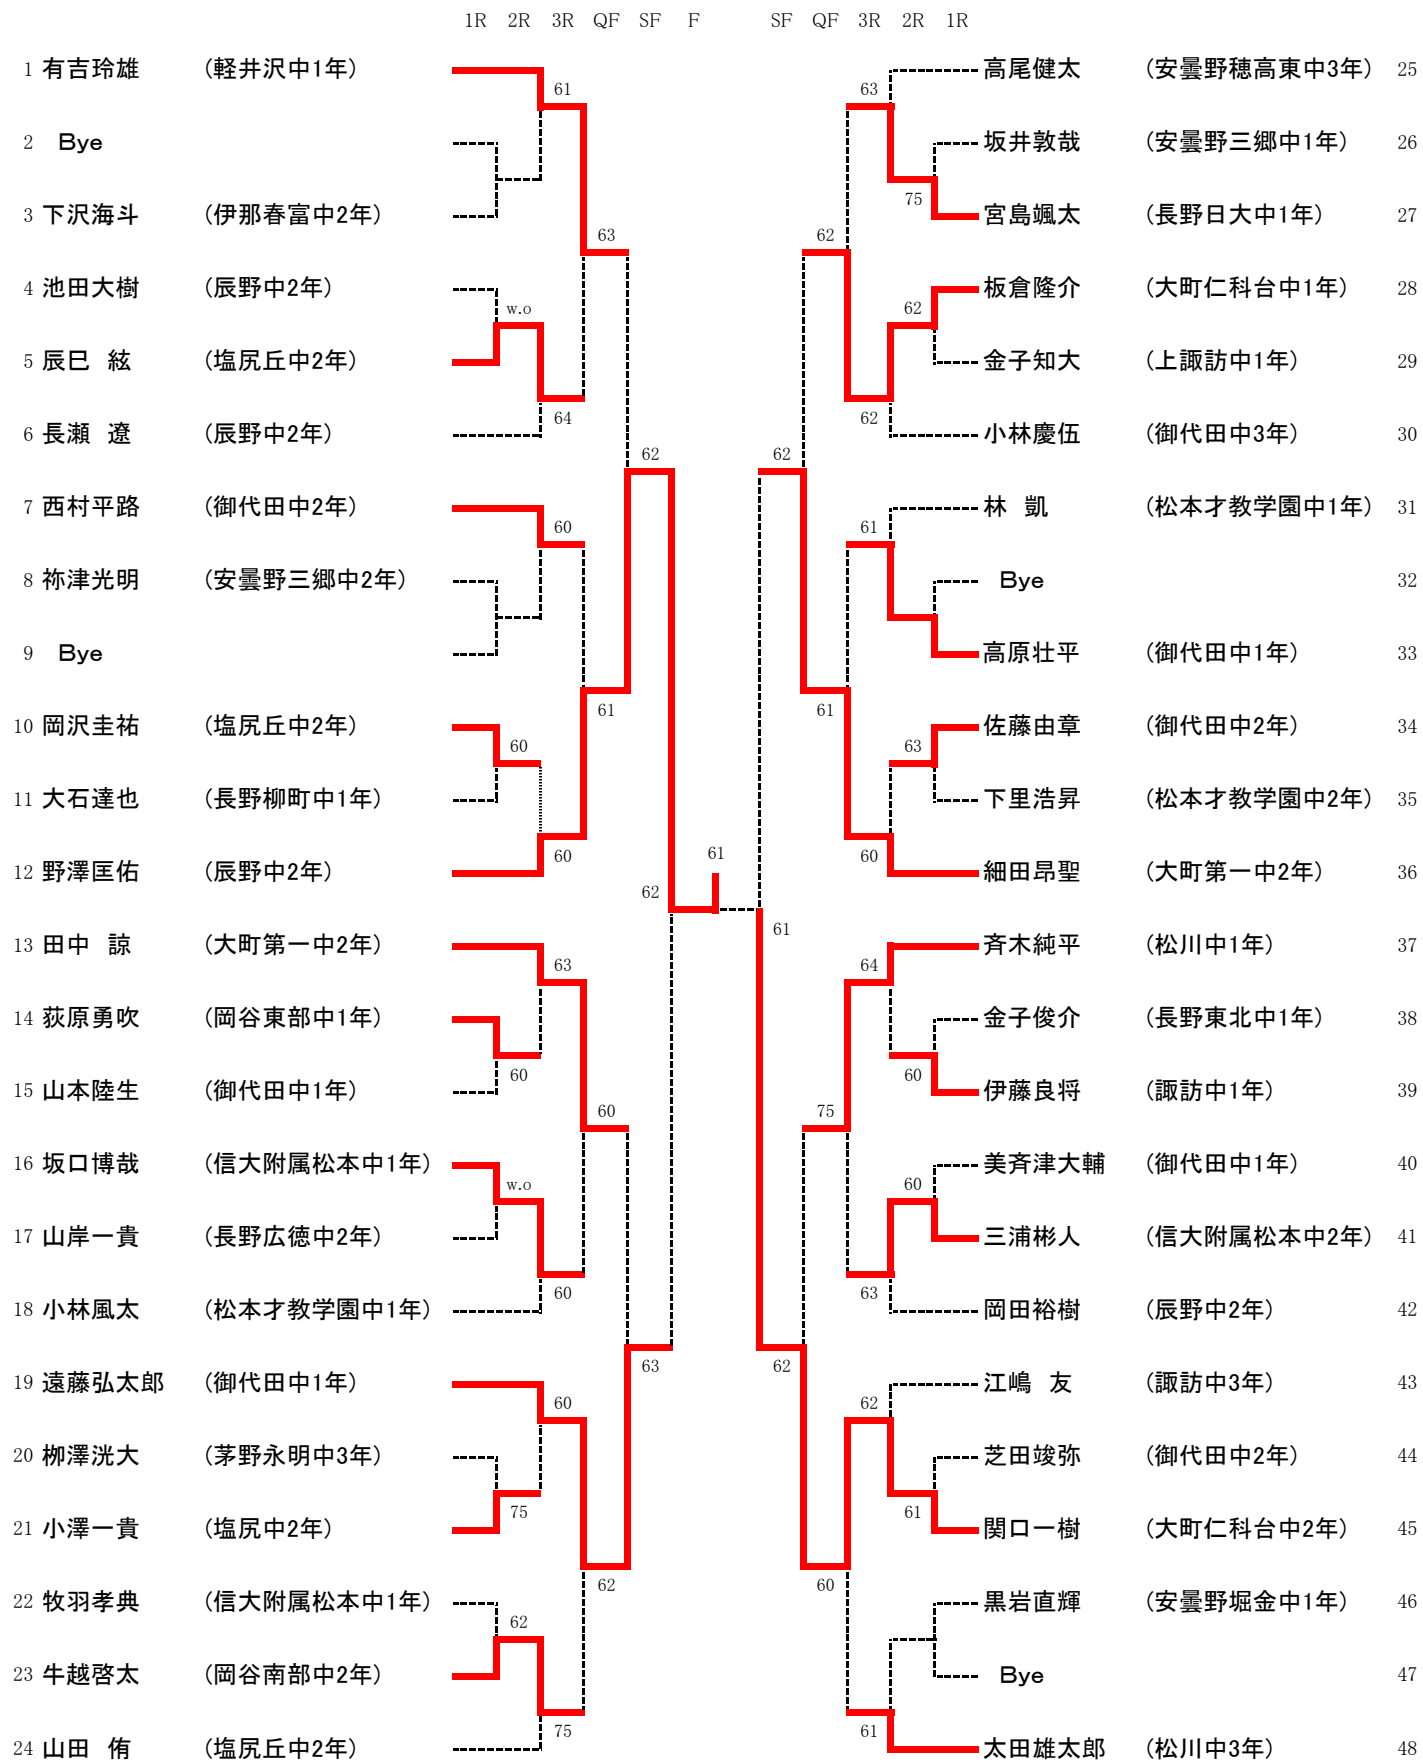 1R 2R 3R QF SF F SF QF 3R 2R 1R
1 有吉玲雄 (軽井沢中1年) 高尾健太 (安曇野穂高東中3年) 25
61 63
2 Bye 坂井敦哉 (安曇野三郷中1年) 26
75
3 下沢海斗 (伊那春富中2年) 宮島颯太 (長野日大中1年) 27
63 62
4 池田大樹 (辰野中2年) 板倉隆介 (大町仁科台中1年) 28
w.o 62
5 辰巳 紘 (塩尻丘中2年) 金子知大 (上諏訪中1年) 29
64 62
6 長瀬 遼 (辰野中2年) 小林慶伍 (御代田中3年) 30
62 62
7 西村平路 (御代田中2年) 林 凱 (松本才教学園中1年) 31
60 61
8 祢津光明 (安曇野三郷中2年) Bye 32
9 Bye 高原壮平 (御代田中1年) 33
61 61
10 岡沢圭祐 (塩尻丘中2年) 佐藤由章 (御代田中2年) 34
60 63
11 大石達也 (長野柳町中1年) 下里浩昇 (松本才教学園中2年) 35
60 61 60
12 野澤匡佑 (辰野中2年) 細田昂聖 (大町第一中2年) 36
62 61
13 田中 諒 (大町第一中2年) 斉木純平 (松川中1年) 37
63 64
14 荻原勇吹 (岡谷東部中1年) 金子俊介 (長野東北中1年) 38
60 60
15 山本陸生 (御代田中1年) 伊藤良将 (諏訪中1年) 39
60 75
16 坂口博哉 (信大附属松本中1年) 美斉津大輔 (御代田中1年) 40
w.o 60
17 山岸一貴 (長野広徳中2年) 三浦彬人 (信大附属松本中2年) 41
60 63
18 小林風太 (松本才教学園中1年) 岡田裕樹 (辰野中2年) 42
63 62
19 遠藤弘太郎 (御代田中1年) 江嶋 友 (諏訪中3年) 43
60 62
20 栁澤洸大 (茅野永明中3年) 芝田竣弥 (御代田中2年) 44
75 61
21 小澤一貴 (塩尻中2年) 関口一樹 (大町仁科台中2年) 45
62 60
22 牧羽孝典 (信大附属松本中1年) 黒岩直輝 (安曇野堀金中1年) 46
62
23 牛越啓太 (岡谷南部中2年) Bye 47
75 61
24 山田 侑 (塩尻丘中2年) 太田雄太郎 (松川中3年) 48